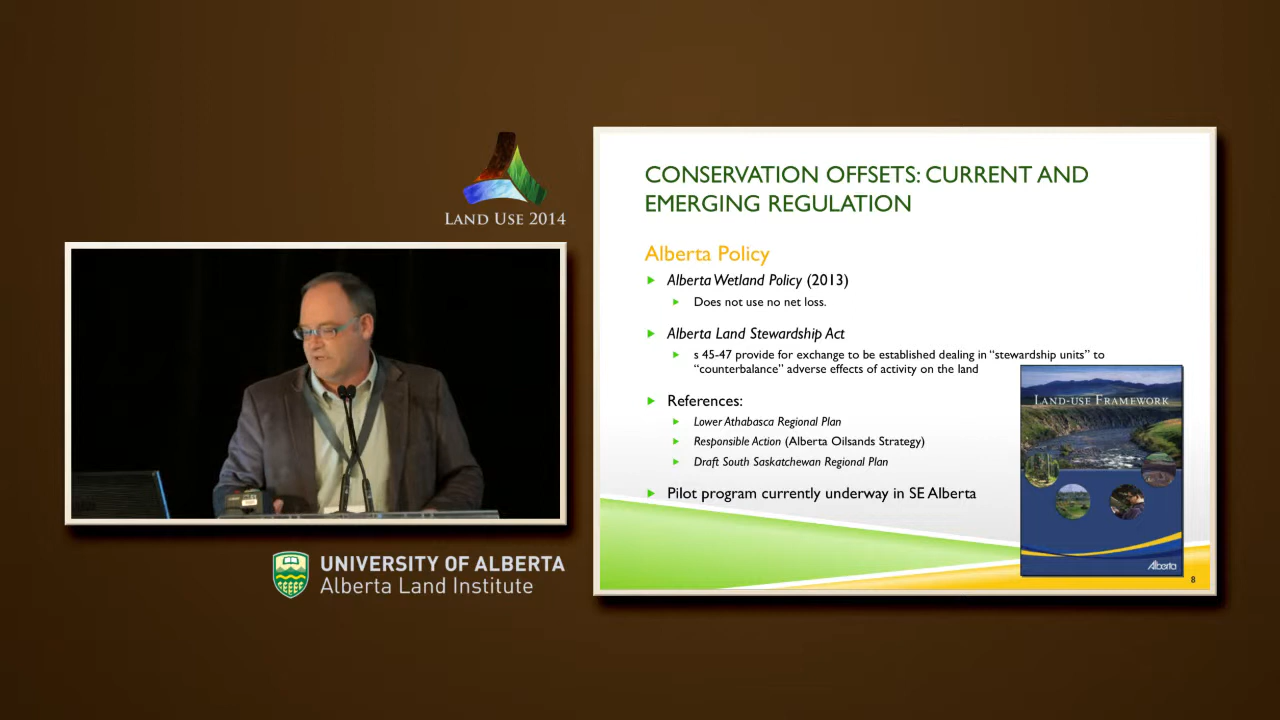 LAND USE 2014
UNIVERSITY OF ALBERTA
Alberta Land Institute
CONSERVATION OFFSETS: CURRENT AND
EMERGING REGULATION
Alberta Policy
Alberta Wetland Policy (2013)
Does not use no net loss.
Alberta Land Stewardship Act
s 45-47 provide for exchange to be established dealing in “stewardship units” to
“counterbalance” adverse effects of activity on the land
References:
Lower Athabasca Regional Plan
Responsible Action (Alberta Oilsands Strategy)
Draft South Saskatchewan Regional Plan
Pilot program currently underway in SE Alberta
LAND-USE FRAMEWORK
Alberta
8